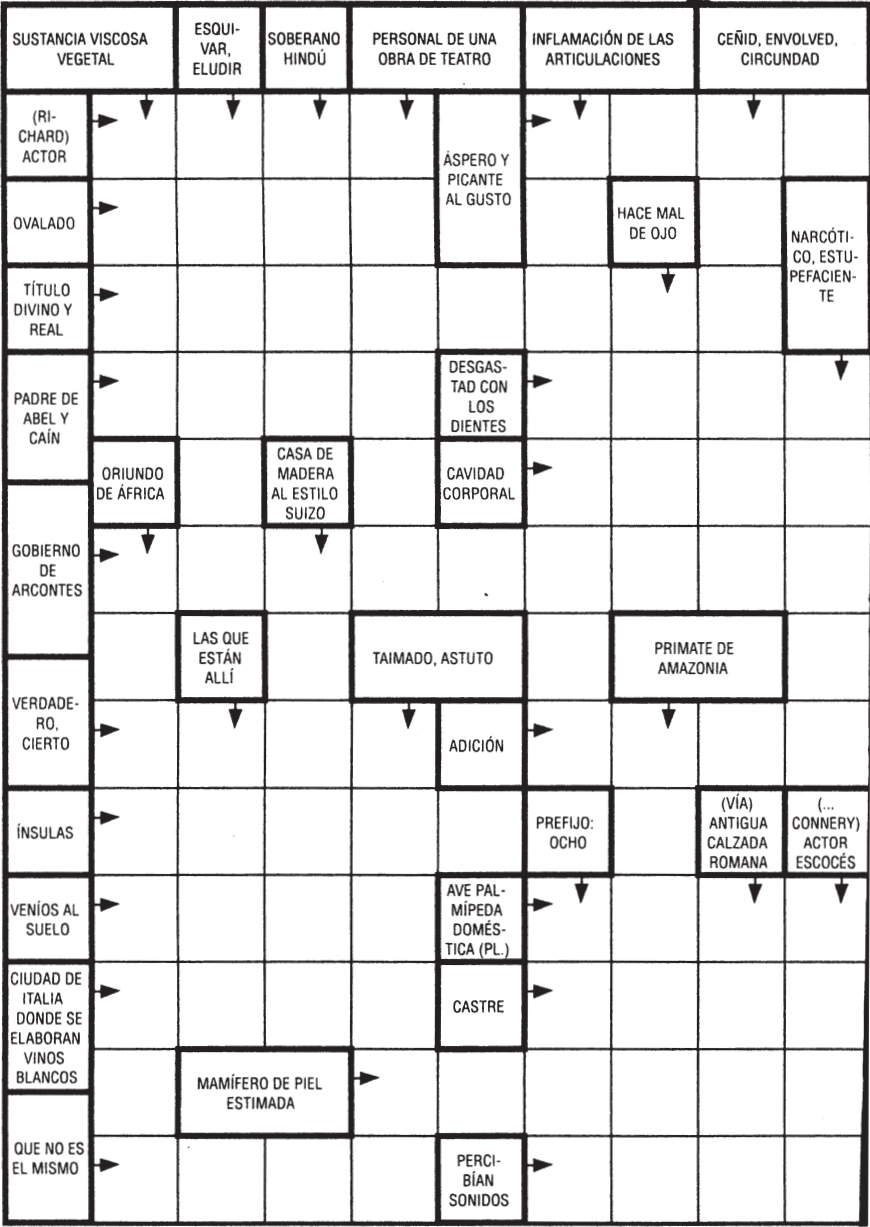 SUSTANCIA VISCOSA
VEGETAL
ESQUI-
VAR,
ELUDIR
SOBERANO
HINDÚ
PERSONAL DE UNA
OBRA DE TEATRO
INFLAMACIÓN DE LAS
ARTICULACIONES
CEÑID, ENVOLVED,
CIRCUNDAD
(RI-
CHARD)
ACTOR
ÁSPERO Y
PICANTE
AL GUSTO
OVALADO
HACE MAL
DE OJO
NARCÓTI-
CO, ESTU-
PEFACIEN-
TE
TÍTULO
DIVINO Y
REAL
PADRE DE
ABEL Y
CAÍN
DESGAS-
TAD CON
LOS
DIENTES
ORIUNDO
DE ÁFRICA
CASA DE
MADERA
AL ESTILO
SUIZO
CAVIDAD
CORPORAL
GOBIERNO
DE
ARCONTES
LAS QUE
ESTÁN
ALLÍ
TAIMADO, ASTUTO
PRIMATE DE
AMAZONIA
VERDADE-
RO,
CIERTO
ADICIÓN
ÍNSULAS
PREFIJO:
OCHO
(VÍA)
ANTIGUA
CALZADA
ROMANA
(...
CONNERY)
ACTOR
ESCOCÉS
VENÍOS AL
SUELO
AVE PAL-
MÍPEDA
DOMÉS-
TICA (PL.)
CIUDAD DE
ITALIA
DONDE SE
ELABORAN
VINOS
BLANCOS
CASTRE
MAMÍFERO DE PIEL
ESTIMADA
QUE NO ES
EL MISMO
PERCI-
BÍAN
SONIDOS